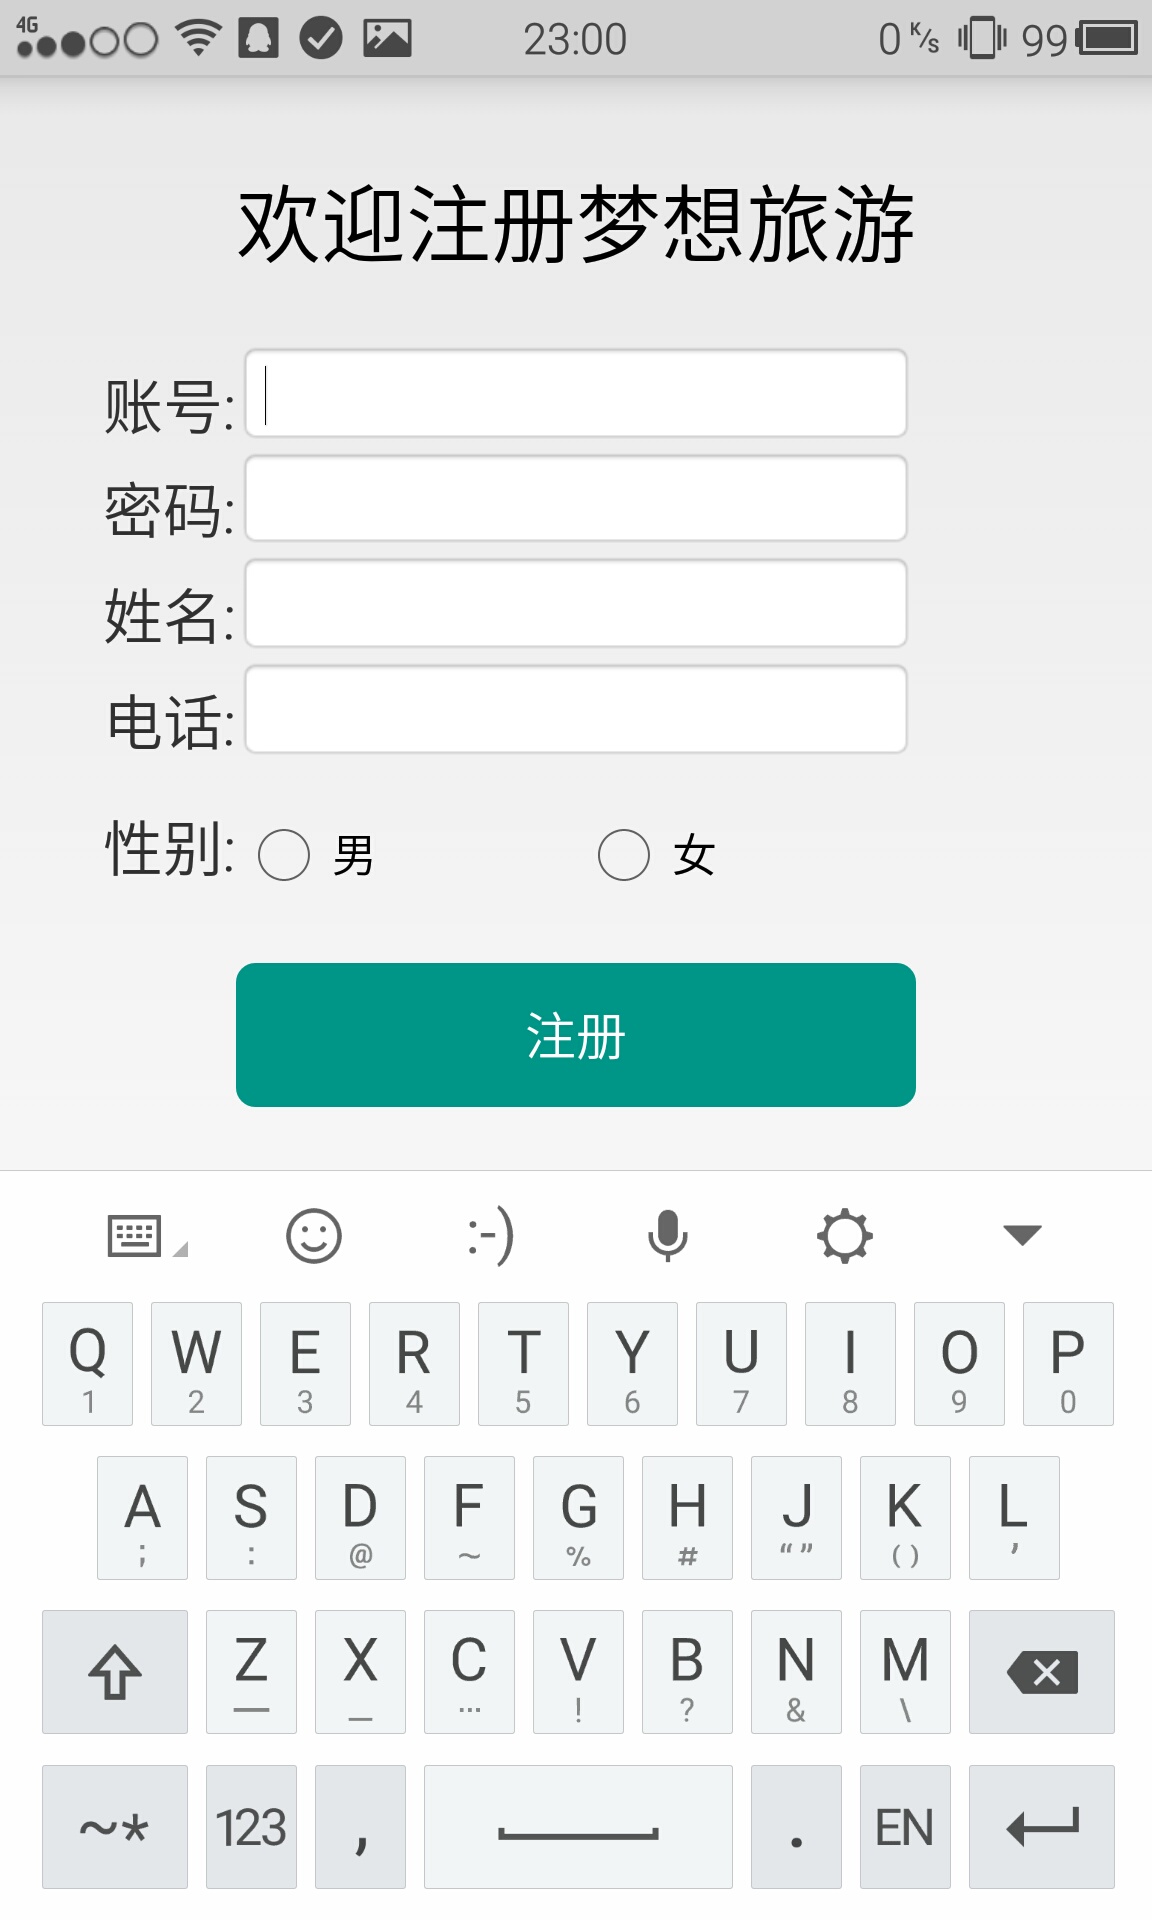 4G 23:00 0 K/s 99
欢迎注册梦想旅游
账号:
密码:
姓名:
电话:
性别: 男 女
注册
:-)
Q W E R T Y U I O P
1 2 3 4 5 6 7 8 9 0
A S D F G H J K L
; : @ ~ % # “ ” ( ) ’
Z X C V B N M
— _ … ! ? & \
~* 123 , . EN